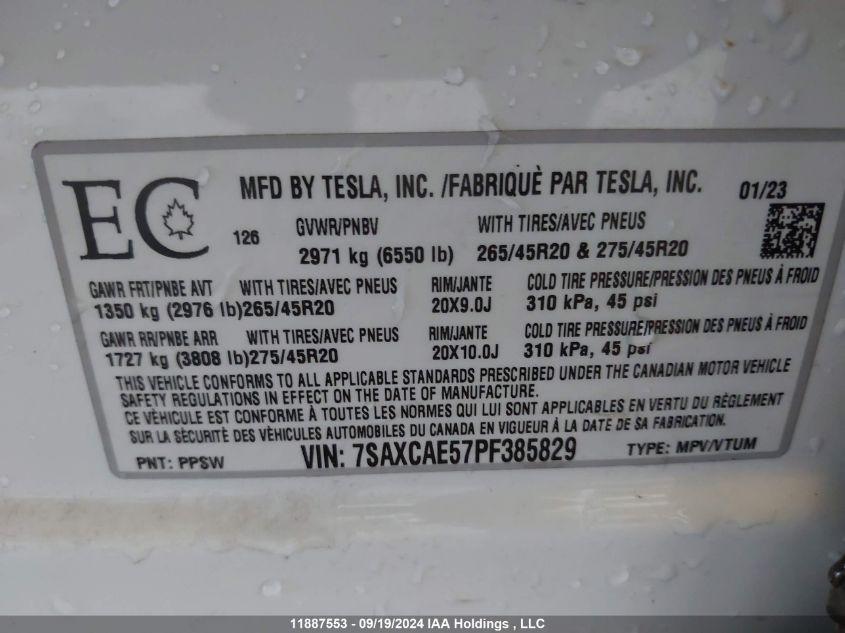 EC
MFD BY TESLA, INC. /FABRIQUÈ PAR TESLA, INC. 01/23
126 GVWR/PNBV WITH TIRES/AVEC PNEUS
2971 kg (6550 lb) 265/45R20 & 275/45R20
GAWR FRT/PNBE AVT WITH TIRES/AVEC PNEUS RIM/JANTE COLD TIRE PRESSURE/PRESSION DES PNEUS À FROID
1350 kg (2976 lb)265/45R20 20X9.0J 310 kPa, 45 psi
GAWR RR/PNBE ARR WITH TIRES/AVEC PNEUS RIM/JANTE COLD TIRE PRESSURE/PRESSION DES PNEUS À FROID
1727 kg (3808 lb)275/45R20 20X10.0J 310 kPa, 45 psi
THIS VEHICLE CONFORMS TO ALL APPLICABLE STANDARDS PRESCRIBED UNDER THE CANADIAN MOTOR VEHICLE
SAFETY REGULATIONS IN EFFECT ON THE DATE OF MANUFACTURE.
CE VÈHICULE EST CONFORME À TOUTES LES NORMES QUI LUI SONT APPLICABLES EN VERTU DU RÈGLEMENT
SUR LA SÈCURITÈ DES VÈHICULES AUTOMOBILES DU CANADA EN VIGUEUR À LA DATE DE SA FABRICATION.
PNT: PPSW VIN: 7SAXCAE57PF385829 TYPE: MPV/VTUM
11887553 - 09/19/2024 IAA Holdings , LLC